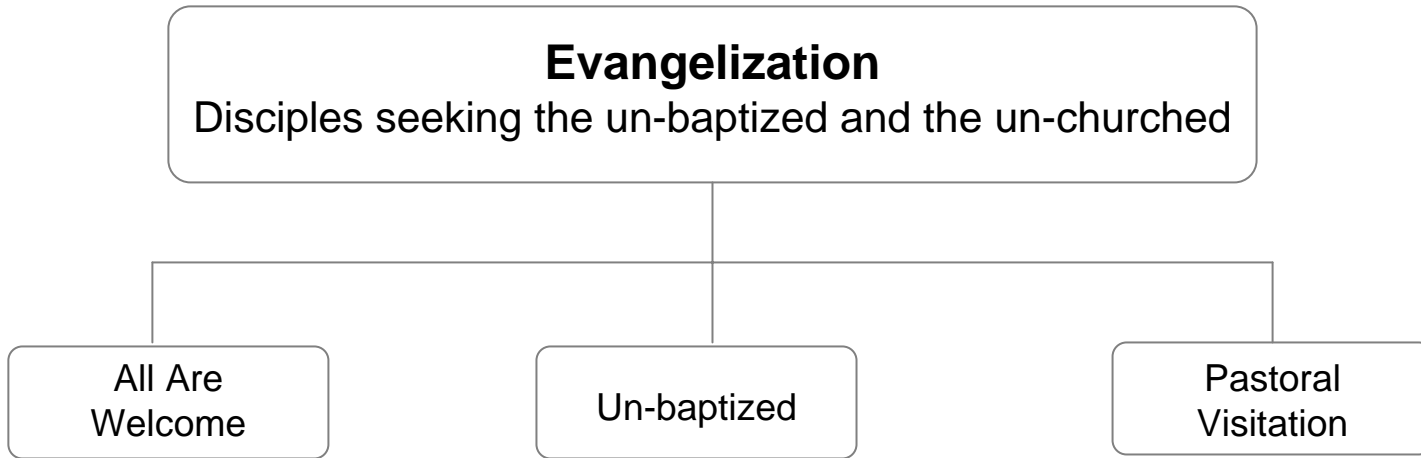 Evangelization
Disciples seeking the un-baptized and the un-churched
All Are
Welcome
Un-baptized
Pastoral
Visitation